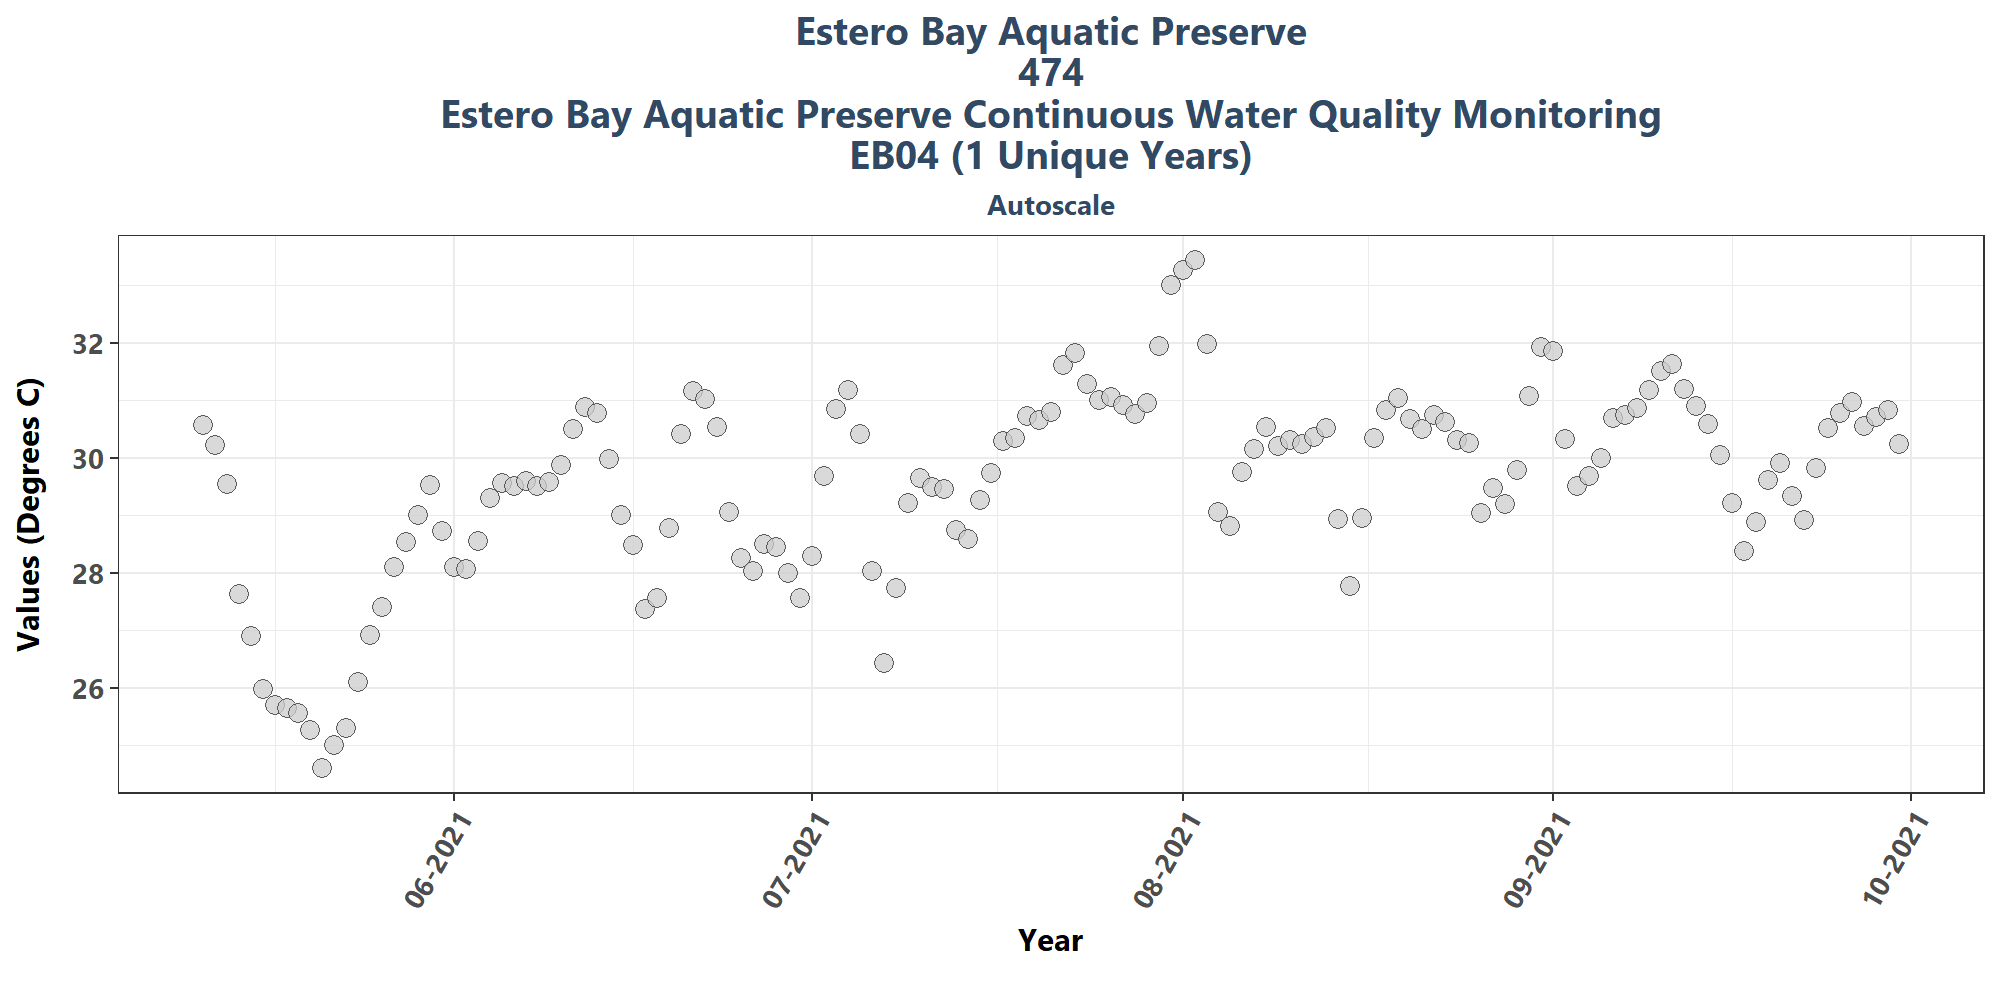 Estero Bay Aquatic Preserve
474
Estero Bay Aquatic Preserve Continuous Water Quality Monitoring
EB04 (1 Unique Years)
Autoscale
Values (Degrees C)
32
30
28
26
06-2021
07-2021
08-2021
09-2021
10-2021
Year